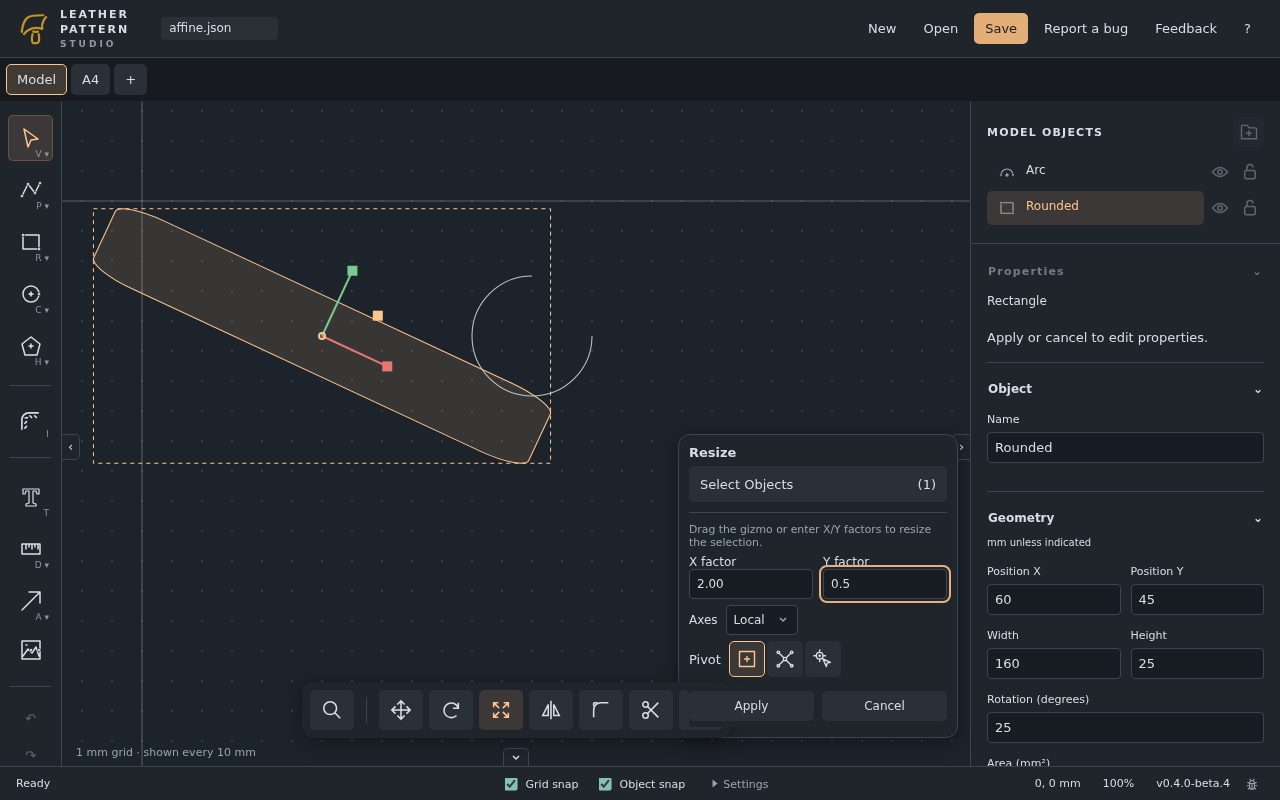 LEATHER
PATTERN
STUDIO
affine.json
New
Open
Save
Report a bug
Feedback
?
Model
A4
+
V
P
R
C
H
I
T
D
A
MODEL OBJECTS
Arc
Rounded
Properties
Rectangle
Apply or cancel to edit properties.
Object
Name
Rounded
Geometry
mm unless indicated
Position X
Position Y
60
45
Width
Height
160
25
Rotation (degrees)
25
Area (mm²)
Resize
Select Objects
(1)
Drag the gizmo or enter X/Y factors to resize
the selection.
X factor
Y factor
2.00
0.5
Axes
Local
Pivot
Apply
Cancel
1 mm grid · shown every 10 mm
Ready
Grid snap
Object snap
Settings
0, 0 mm
100%
v0.4.0-beta.4